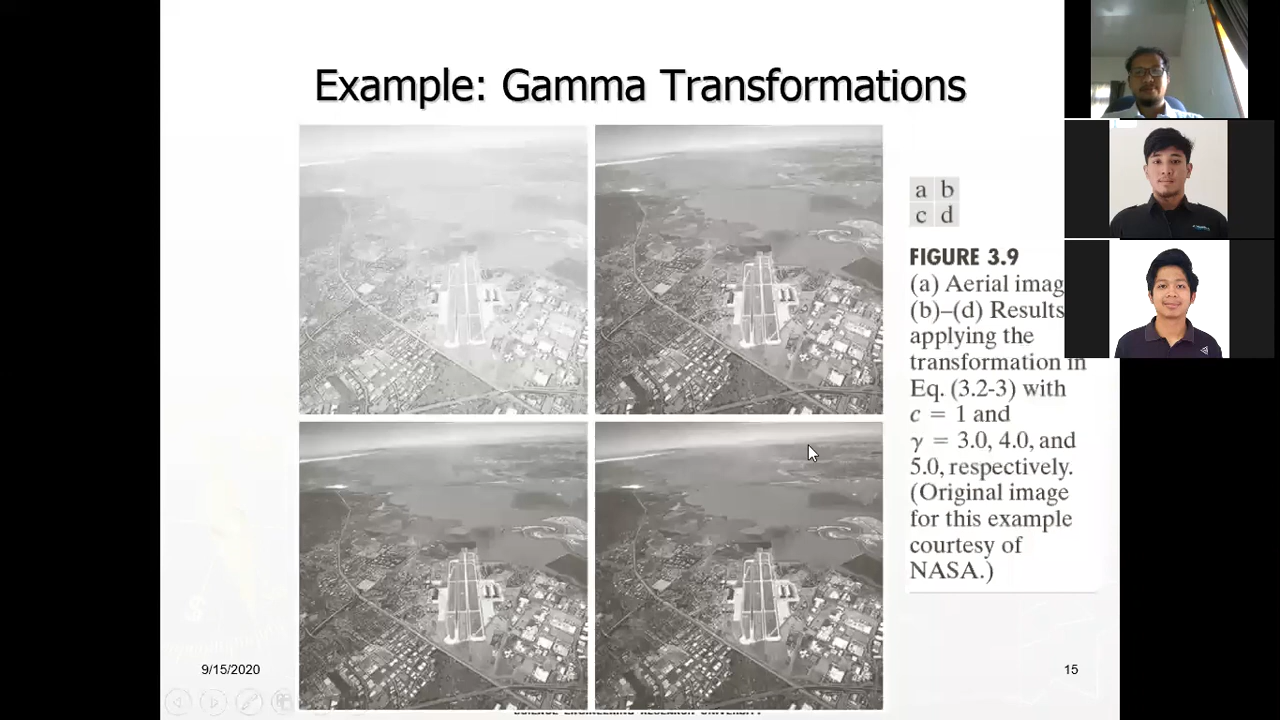 Example: Gamma Transformations
a b
c d
FIGURE 3.9
(a) Aerial imag
(b)–(d) Results
applying the
transformation in
Eq. (3.2-3) with
c = 1 and
γ = 3.0, 4.0, and
5.0, respectively.
(Original image
for this example
courtesy of
NASA.)
9/15/2020
15